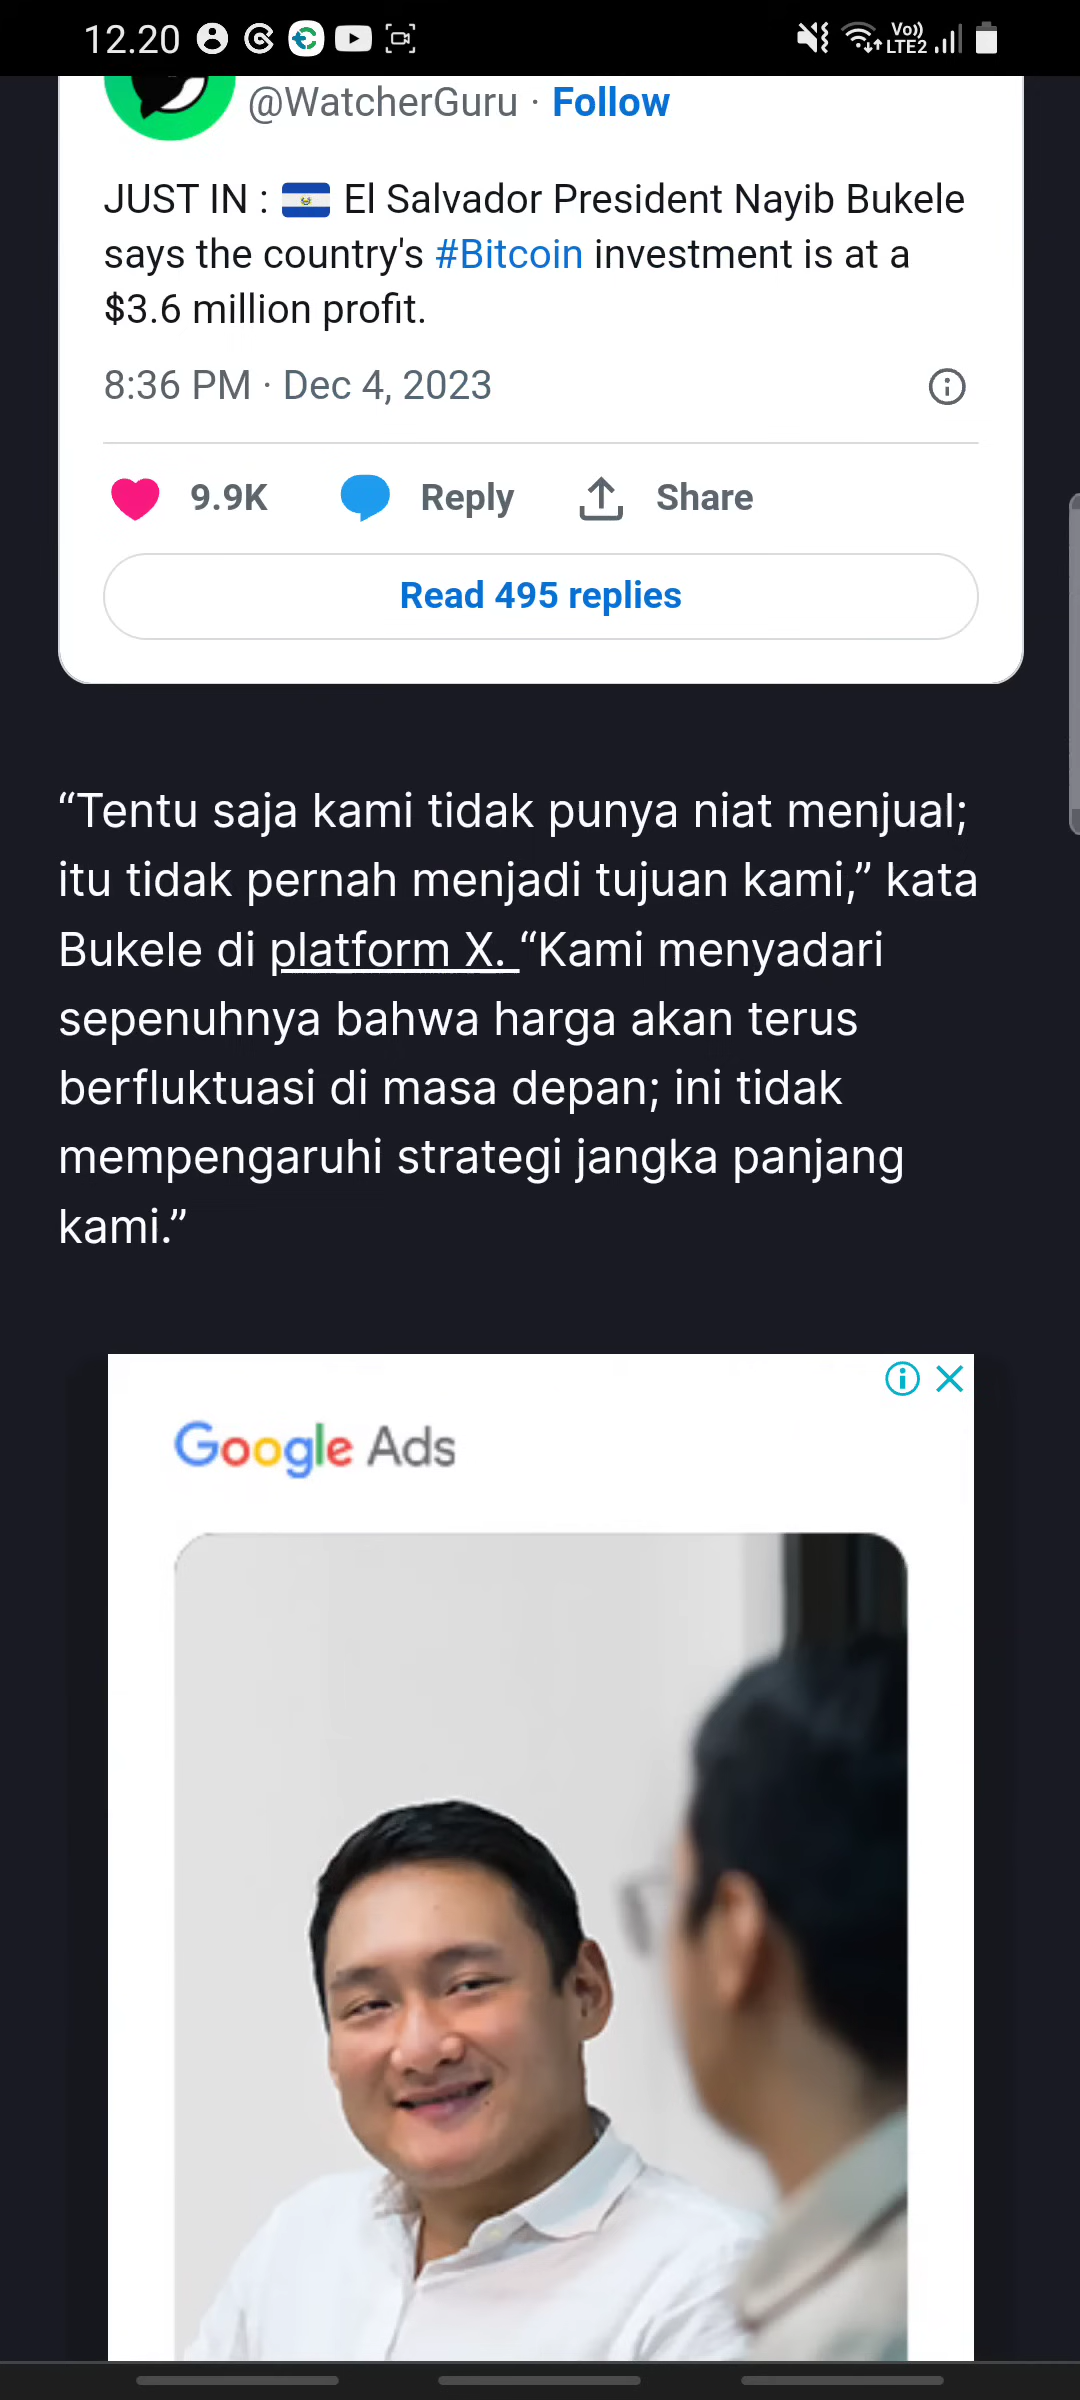 12.20
Vo))
LTE2
@WatcherGuru · Follow
JUST IN : 🇸🇻 El Salvador President Nayib Bukele
says the country's #Bitcoin investment is at a
$3.6 million profit.
8:36 PM · Dec 4, 2023
9.9K Reply Share
Read 495 replies
“Tentu saja kami tidak punya niat menjual;
itu tidak pernah menjadi tujuan kami,” kata
Bukele di platform X. “Kami menyadari
sepenuhnya bahwa harga akan terus
berfluktuasi di masa depan; ini tidak
mempengaruhi strategi jangka panjang
kami.”
Google Ads